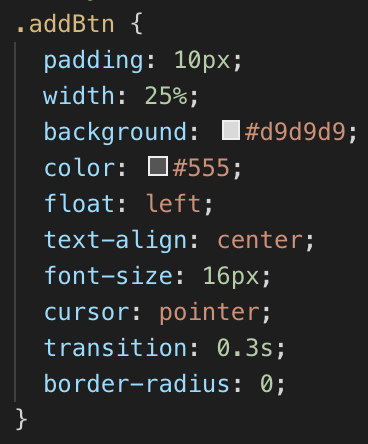 .addBtn {
padding: 10px;
width: 25%;
background: #d9d9d9;
color: #555;
float: left;
text-align: center;
font-size: 16px;
cursor: pointer;
transition: 0.3s;
border-radius: 0;
}